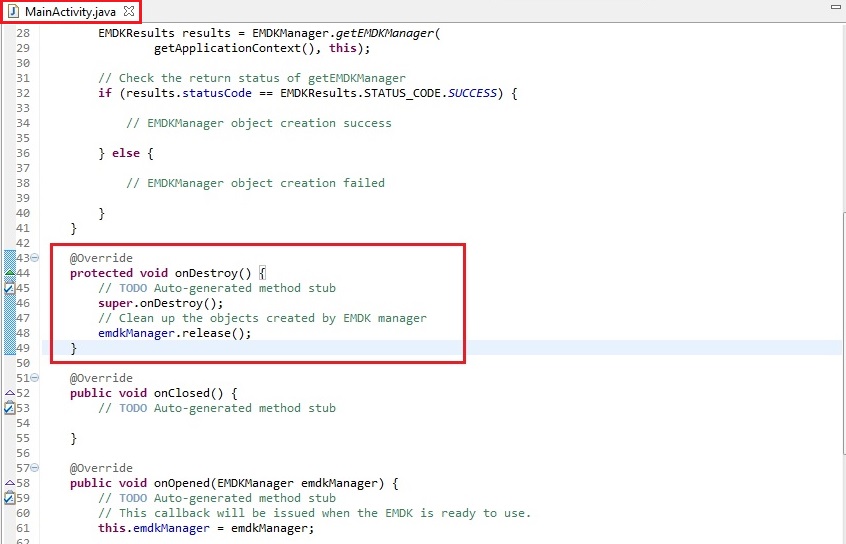 MainActivity.java
28 EMDKResults results = EMDKManager.getEMDKManager(
29 getApplicationContext(), this);
30
31 // Check the return status of getEMDKManager
32 if (results.statusCode == EMDKResults.STATUS_CODE.SUCCESS) {
33
34 // EMDKManager object creation success
35
36 } else {
37
38 // EMDKManager object creation failed
39
40 }
41 }
42
43 @Override
44 protected void onDestroy() {
45 // TODO Auto-generated method stub
46 super.onDestroy();
47 // Clean up the objects created by EMDK manager
48 emdkManager.release();
49 }
50
51 @Override
52 public void onClosed() {
53 // TODO Auto-generated method stub
54
55 }
56
57 @Override
58 public void onOpened(EMDKManager emdkManager) {
59 // TODO Auto-generated method stub
60 // This callback will be issued when the EMDK is ready to use.
61 this.emdkManager = emdkManager;
62